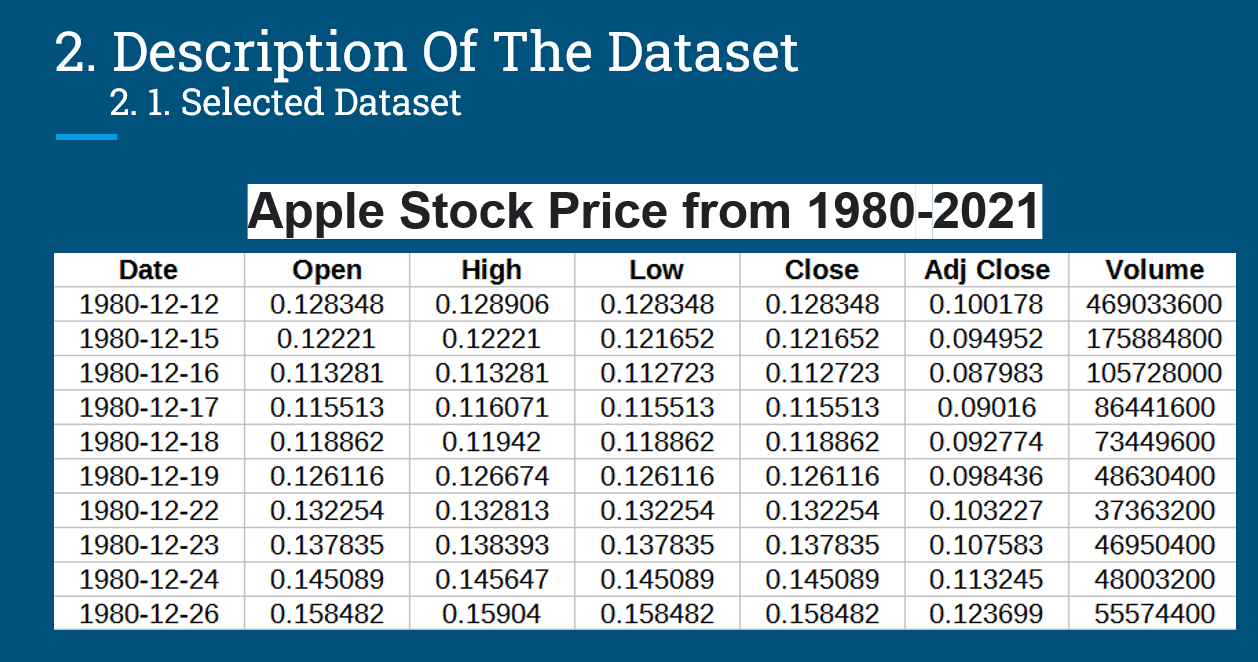 2. Description Of The Dataset
2. 1. Selected Dataset
Apple Stock Price from 1980-2021
Date Open High Low Close Adj Close Volume
1980-12-12 0.128348 0.128906 0.128348 0.128348 0.100178 469033600
1980-12-15 0.12221 0.12221 0.121652 0.121652 0.094952 175884800
1980-12-16 0.113281 0.113281 0.112723 0.112723 0.087983 105728000
1980-12-17 0.115513 0.116071 0.115513 0.115513 0.09016 86441600
1980-12-18 0.118862 0.11942 0.118862 0.118862 0.092774 73449600
1980-12-19 0.126116 0.126674 0.126116 0.126116 0.098436 48630400
1980-12-22 0.132254 0.132813 0.132254 0.132254 0.103227 37363200
1980-12-23 0.137835 0.138393 0.137835 0.137835 0.107583 46950400
1980-12-24 0.145089 0.145647 0.145089 0.145089 0.113245 48003200
1980-12-26 0.158482 0.15904 0.158482 0.158482 0.123699 55574400